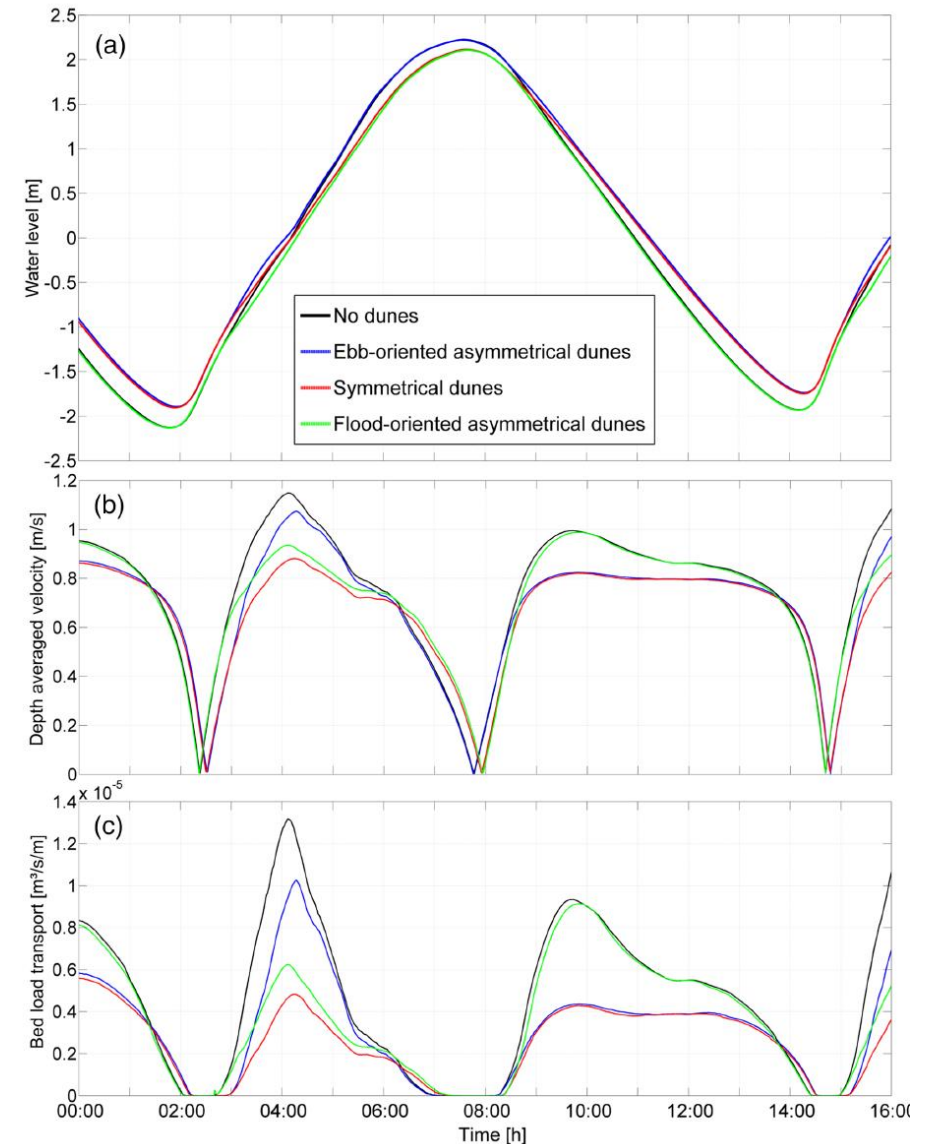 (a)
Water level [m]
2.5
2
1.5
1
0.5
0
-0.5
-1
-1.5
-2
-2.5
No dunes
Ebb-oriented asymmetrical dunes
Symmetrical dunes
Flood-oriented asymmetrical dunes
(b)
Depth averaged velocity [m/s]
1.2
1
0.8
0.6
0.4
0.2
0
x 10⁻⁵
(c)
Bed load transport [m³/s/m]
1.4
1.2
1
0.8
0.6
0.4
0.2
0
00:00 02:00 04:00 06:00 08:00 10:00 12:00 14:00 16:00
Time [h]